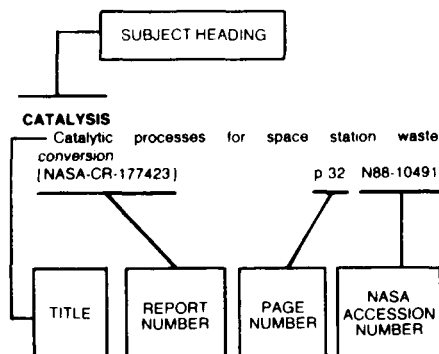 SUBJECT HEADING
CATALYSIS
Catalytic processes for space station waste
conversion
[NASA-CR-177423] p 32 N88-10491
TITLE
REPORT
NUMBER
PAGE
NUMBER
NASA
ACCESSION
NUMBER